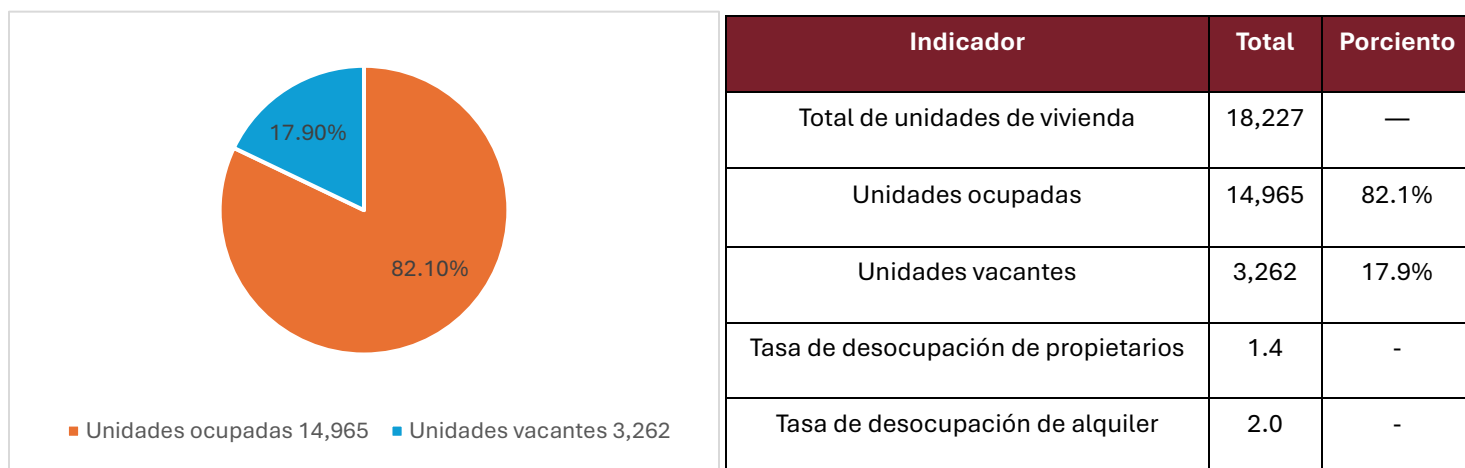 17.90%
82.10%
Unidades ocupadas 14,965 Unidades vacantes 3,262
Indicador Total Porciento
Total de unidades de vivienda 18,227 —
Unidades ocupadas 14,965 82.1%
Unidades vacantes 3,262 17.9%
Tasa de desocupación de propietarios 1.4 -
Tasa de desocupación de alquiler 2.0 -